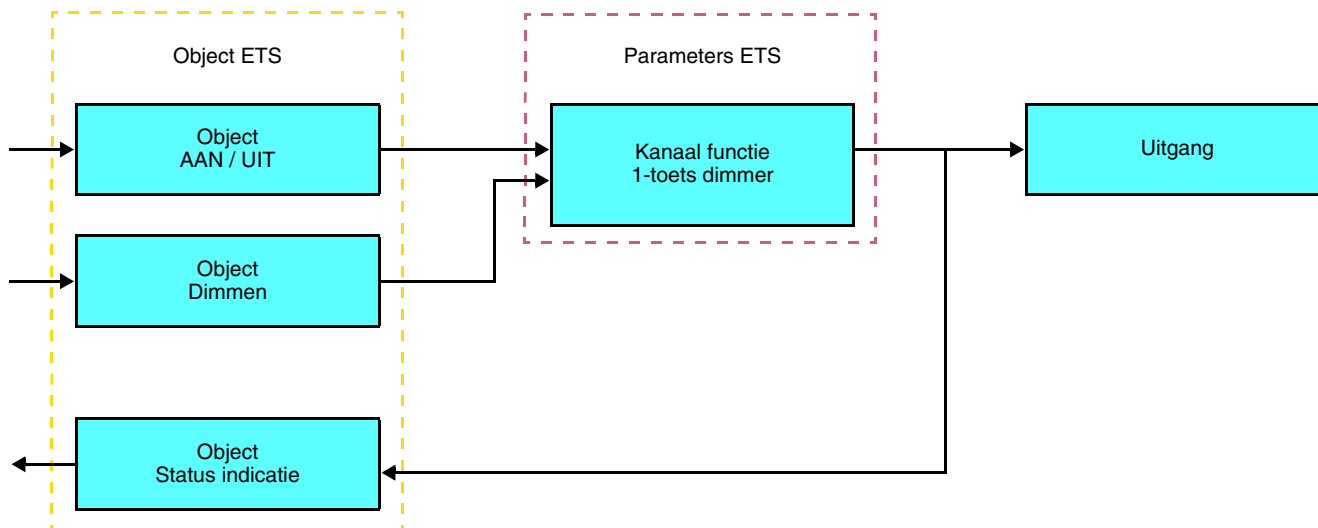 Object ETS
Parameters ETS
Object
AAN / UIT
Kanaal functie
1-toets dimmer
Uitgang
Object
Dimmen
Object
Status indicatie